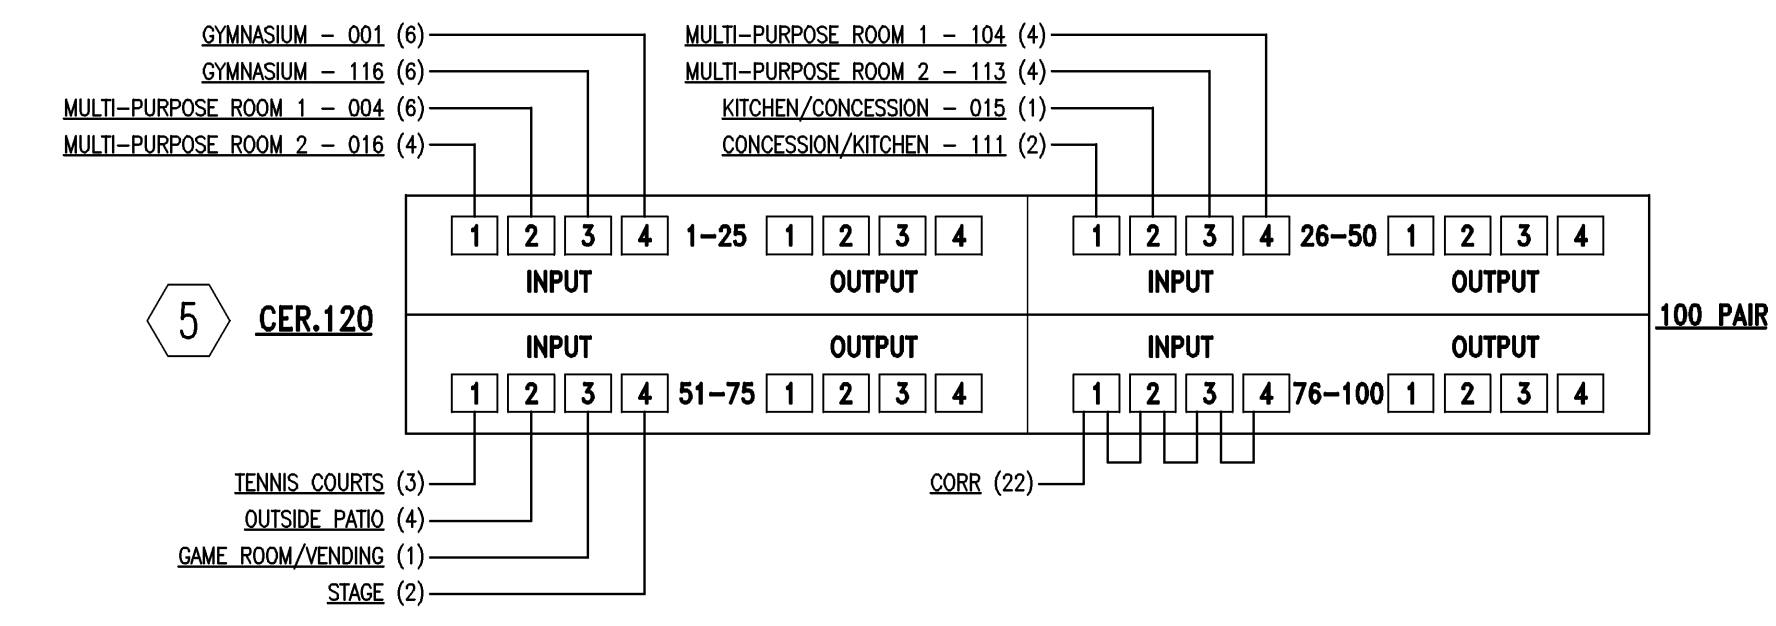 GYMNASIUM - 001 (6)
GYMNASIUM - 116 (6)
MULTI-PURPOSE ROOM 1 - 004 (6)
MULTI-PURPOSE ROOM 2 - 016 (4)
MULTI-PURPOSE ROOM 1 - 104 (4)
MULTI-PURPOSE ROOM 2 - 113 (4)
KITCHEN/CONCESSION - 015 (1)
CONCESSION/KITCHEN - 111 (2)
1 2 3 4 1-25 1 2 3 4
INPUT OUTPUT
1 2 3 4 26-50 1 2 3 4
INPUT OUTPUT
5 CER.120
100 PAIR
INPUT OUTPUT
1 2 3 4 51-75 1 2 3 4
INPUT OUTPUT
1 2 3 4 76-100 1 2 3 4
TENNIS COURTS (3)
OUTSIDE PATIO (4)
GAME ROOM/VENDING (1)
STAGE (2)
CORR (22)